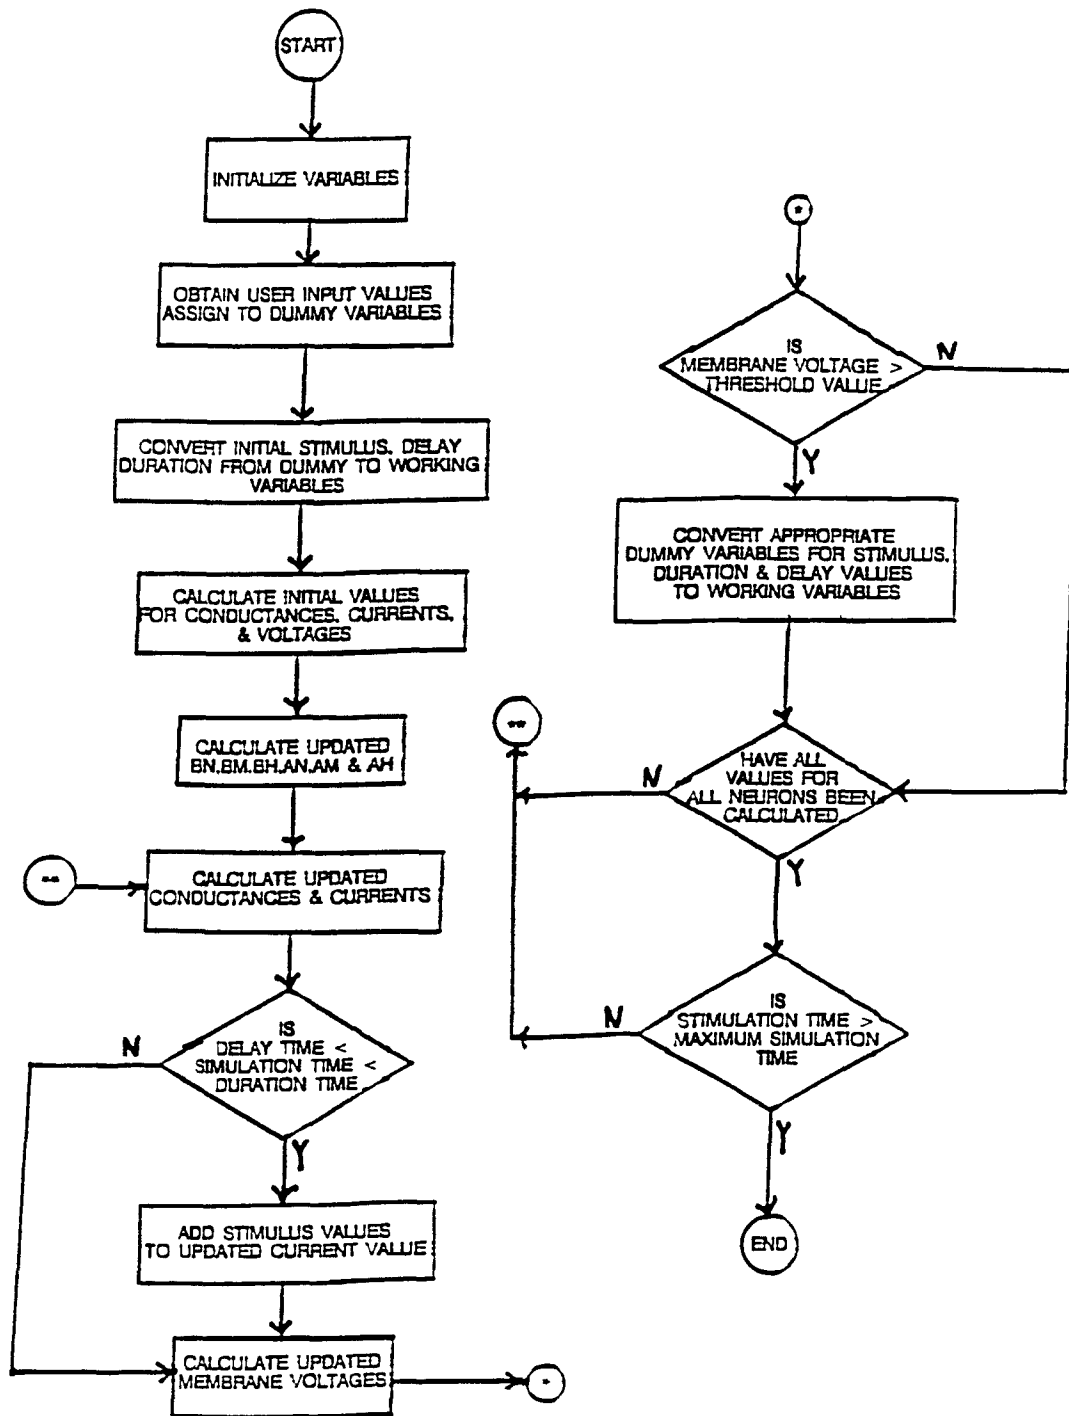 START
INITIALIZE VARIABLES
OBTAIN USER INPUT VALUES
ASSIGN TO DUMMY VARIABLES
CONVERT INITIAL STIMULUS, DELAY
DURATION FROM DUMMY TO WORKING
VARIABLES
CALCULATE INITIAL VALUES
FOR CONDUCTANCES, CURRENTS,
& VOLTAGES
CALCULATE UPDATED
BN,BM,BH,AN,AM & AH
**
CALCULATE UPDATED
CONDUCTANCES & CURRENTS
IS
DELAY TIME <
SIMULATION TIME <
DURATION TIME
N
Y
ADD STIMULUS VALUES
TO UPDATED CURRENT VALUE
CALCULATE UPDATED
MEMBRANE VOLTAGES
*
*
IS
MEMBRANE VOLTAGE >
THRESHOLD VALUE
N
Y
CONVERT APPROPRIATE
DUMMY VARIABLES FOR STIMULUS,
DURATION & DELAY VALUES
TO WORKING VARIABLES
**
HAVE ALL
VALUES FOR
ALL NEURONS BEEN
CALCULATED
N
Y
IS
STIMULATION TIME >
MAXIMUM SIMULATION
TIME
N
Y
END